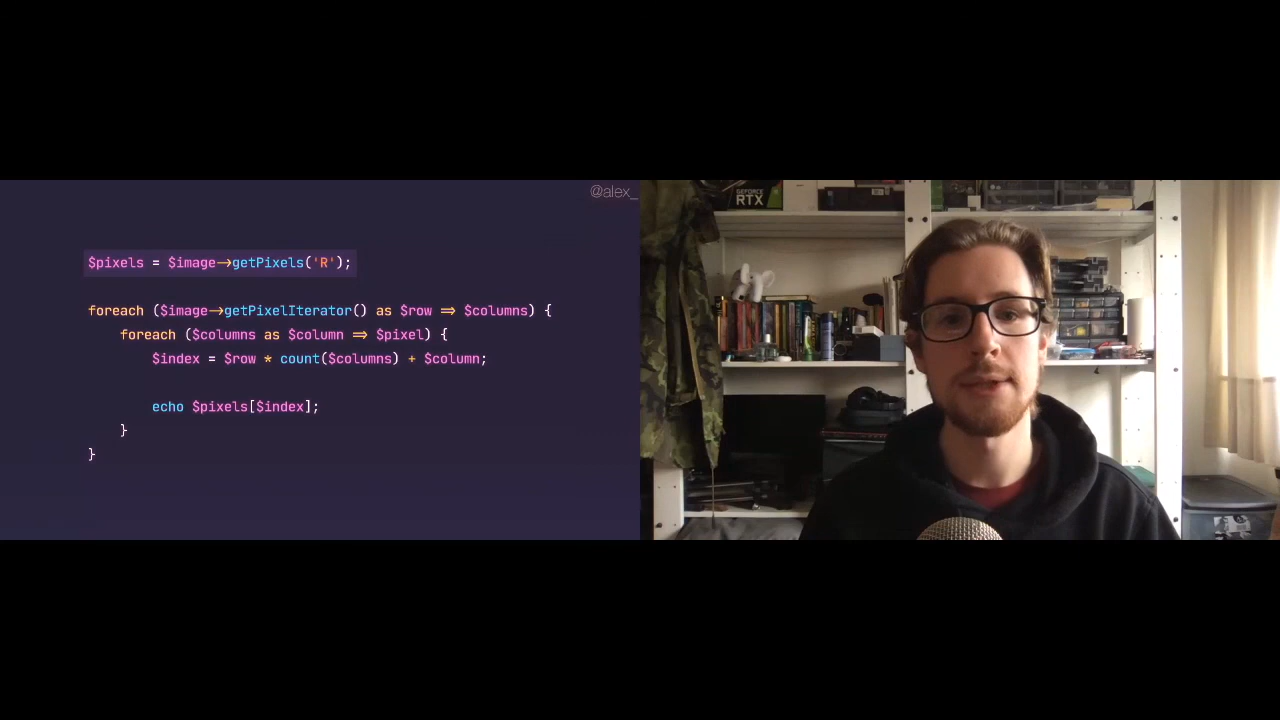 @alex_
$pixels = $image->getPixels('R');
foreach ($image->getPixelIterator() as $row => $columns) {
foreach ($columns as $column => $pixel) {
$index = $row * count($columns) + $column;
echo $pixels[$index];
}
}
GEFORCE
RTX